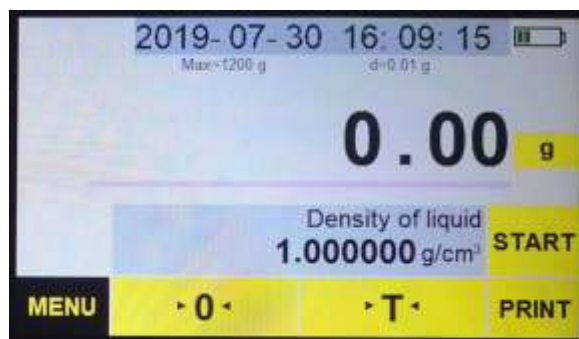 2019-07-30 16:09:15
Max=1200 g d=0.01 g
0.00 g
Density of liquid
1.000000 g/cm³ START
MENU ▸0◂ ▸T◂ PRINT